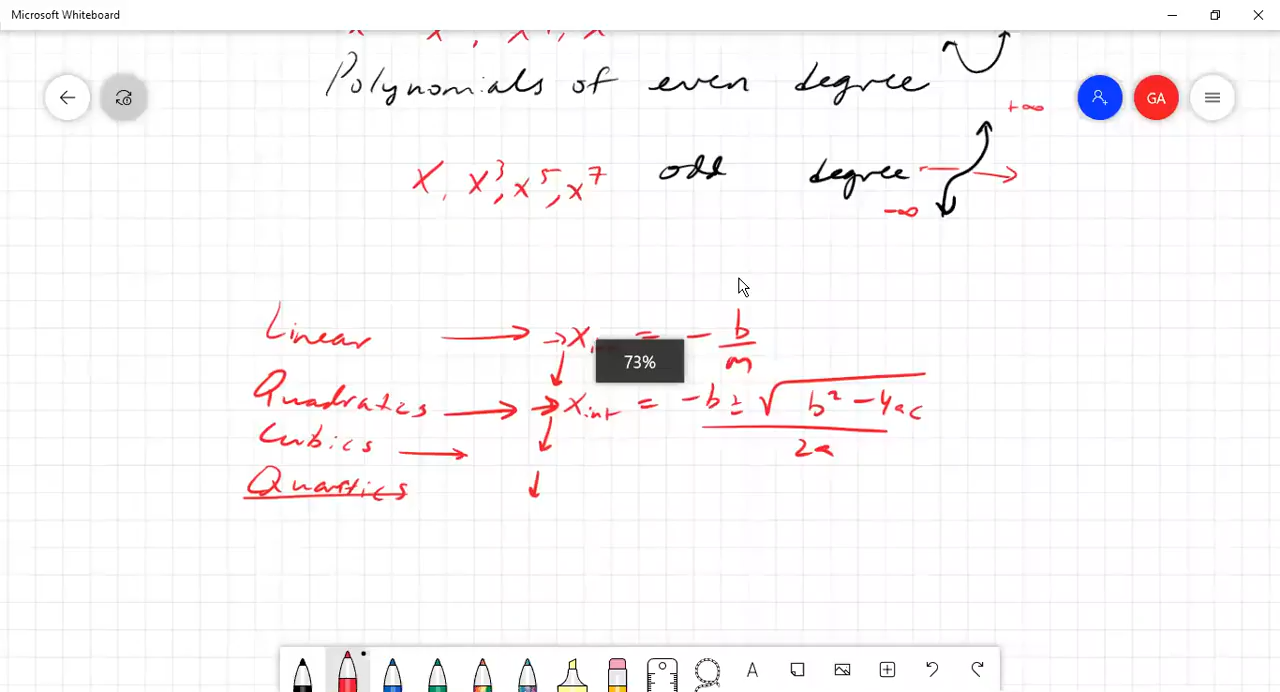 Microsoft Whiteboard
Polynomials of even degree
GA
+∞
x, x³, x⁵, x⁷ odd degree
-∞
Linear → → x = - b/m
73%
Quadratics → → x int = -b ± √b² - 4ac / 2a
Cubics →
Quartics
A